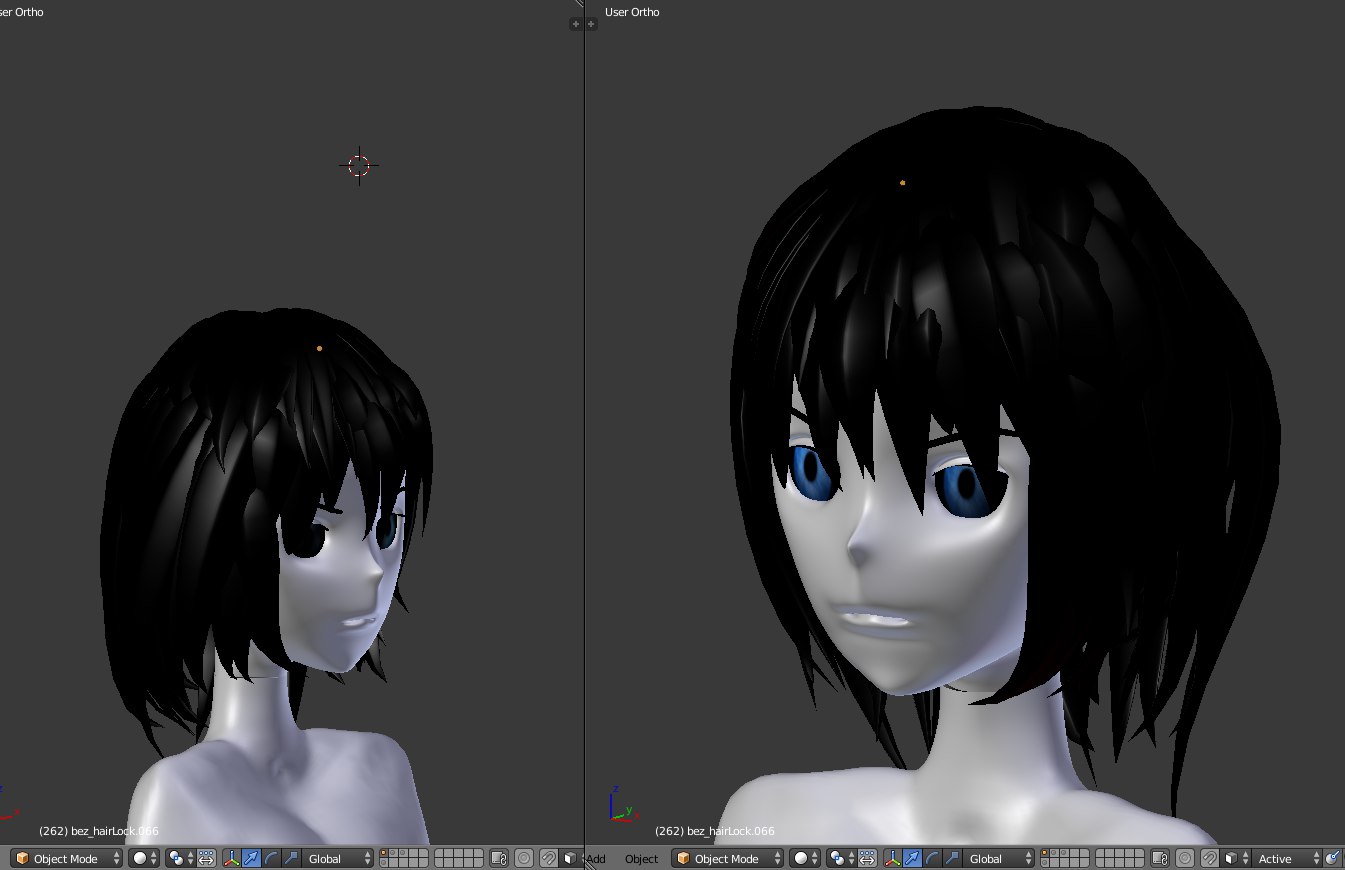 ser Ortho
User Ortho
z
x
z
y
x
(262) bez_hairLock.066
(262) bez_hairLock.066
Object Mode
Global
Add
Object
Object Mode
Global
Active